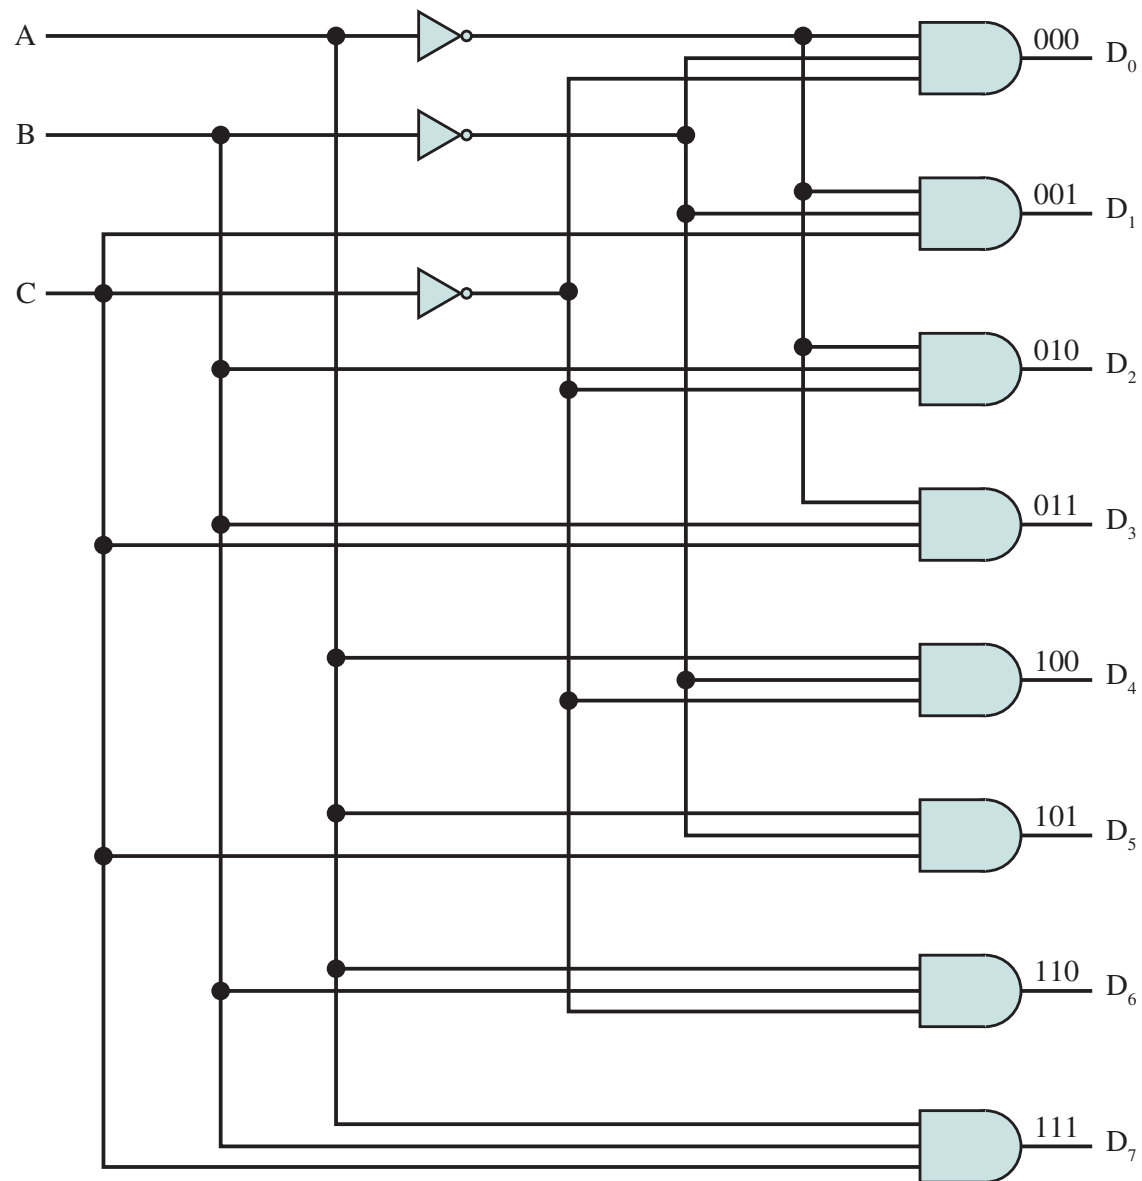 A
000 D₀
B
001 D₁
C
010 D₂
011 D₃
100 D₄
101 D₅
110 D₆
111 D₇